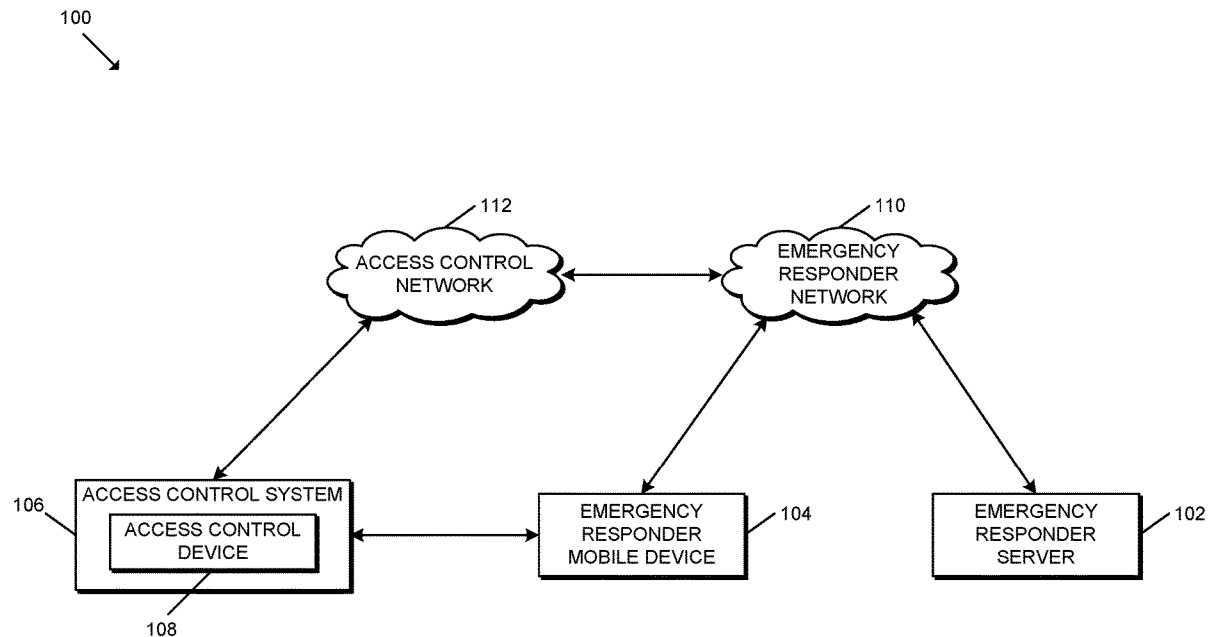 100
112
110
ACCESS CONTROL
NETWORK
EMERGENCY
RESPONDER
NETWORK
106
ACCESS CONTROL SYSTEM
ACCESS CONTROL
DEVICE
108
EMERGENCY
RESPONDER
MOBILE DEVICE
104
EMERGENCY
RESPONDER
SERVER
102